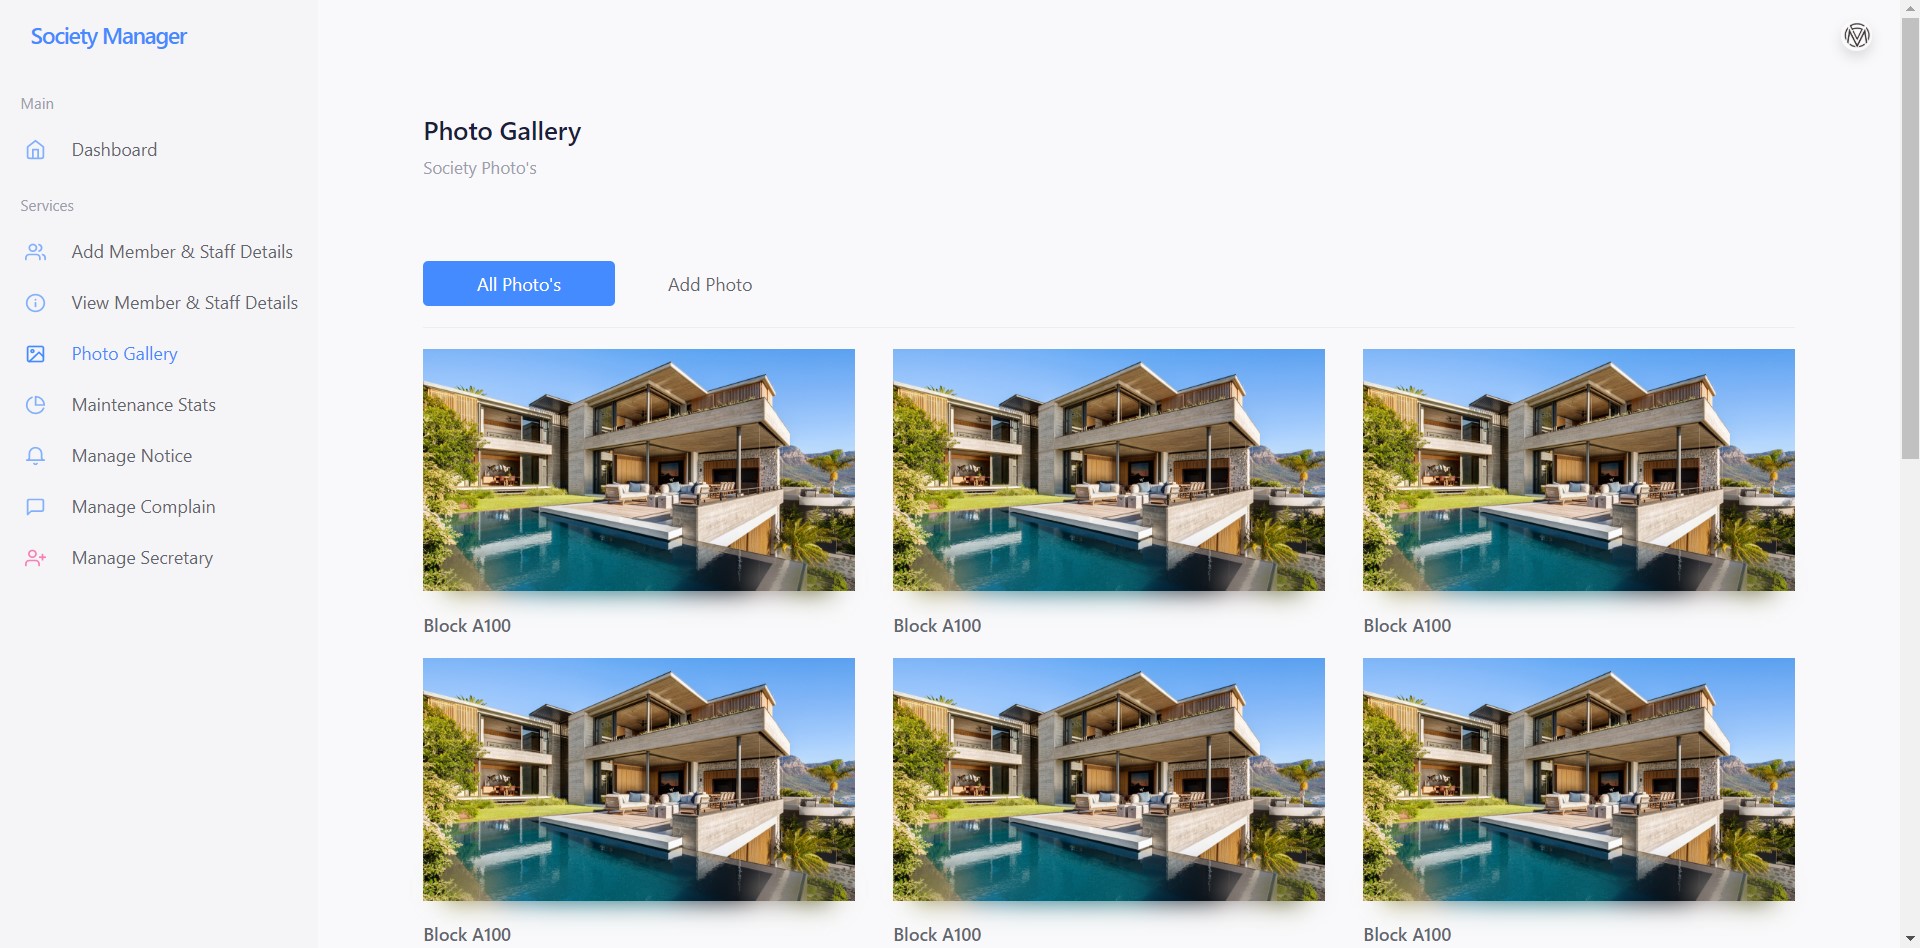 Society Manager
Main
Dashboard
Services
Add Member & Staff Details
View Member & Staff Details
Photo Gallery
Maintenance Stats
Manage Notice
Manage Complain
Manage Secretary
Photo Gallery
Society Photo's
All Photo's
Add Photo
Block A100
Block A100
Block A100
Block A100
Block A100
Block A100